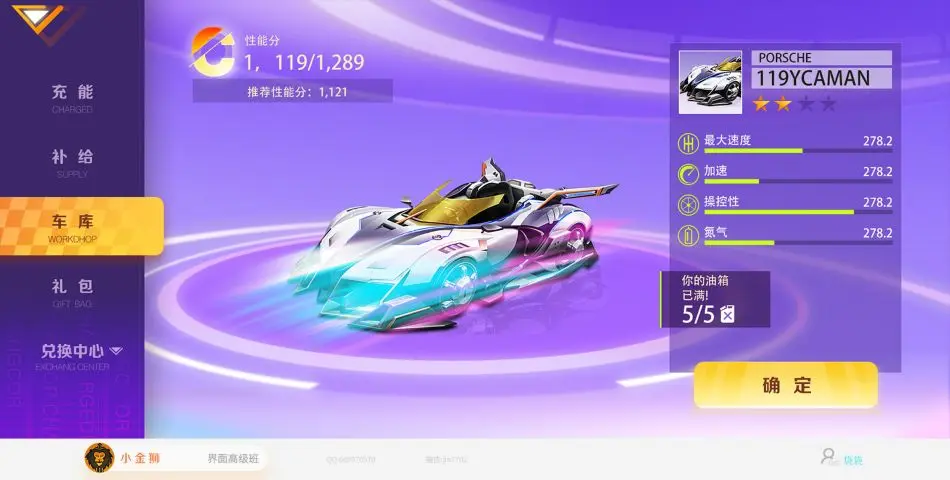 性能分
1，119/1,289
推荐性能分：1,121
充能
CHARGED
补给
SUPPLY
车库
WORKDHOP
礼包
GIFT BAG
兑换中心
EXCHANG CENTER
PORSCHE
119YCAMAN
最大速度 278.2
加速 278.2
操控性 278.2
氮气 278.2
你的油箱
已满!
5/5
确定
小金狮 界面高级班
袋袋